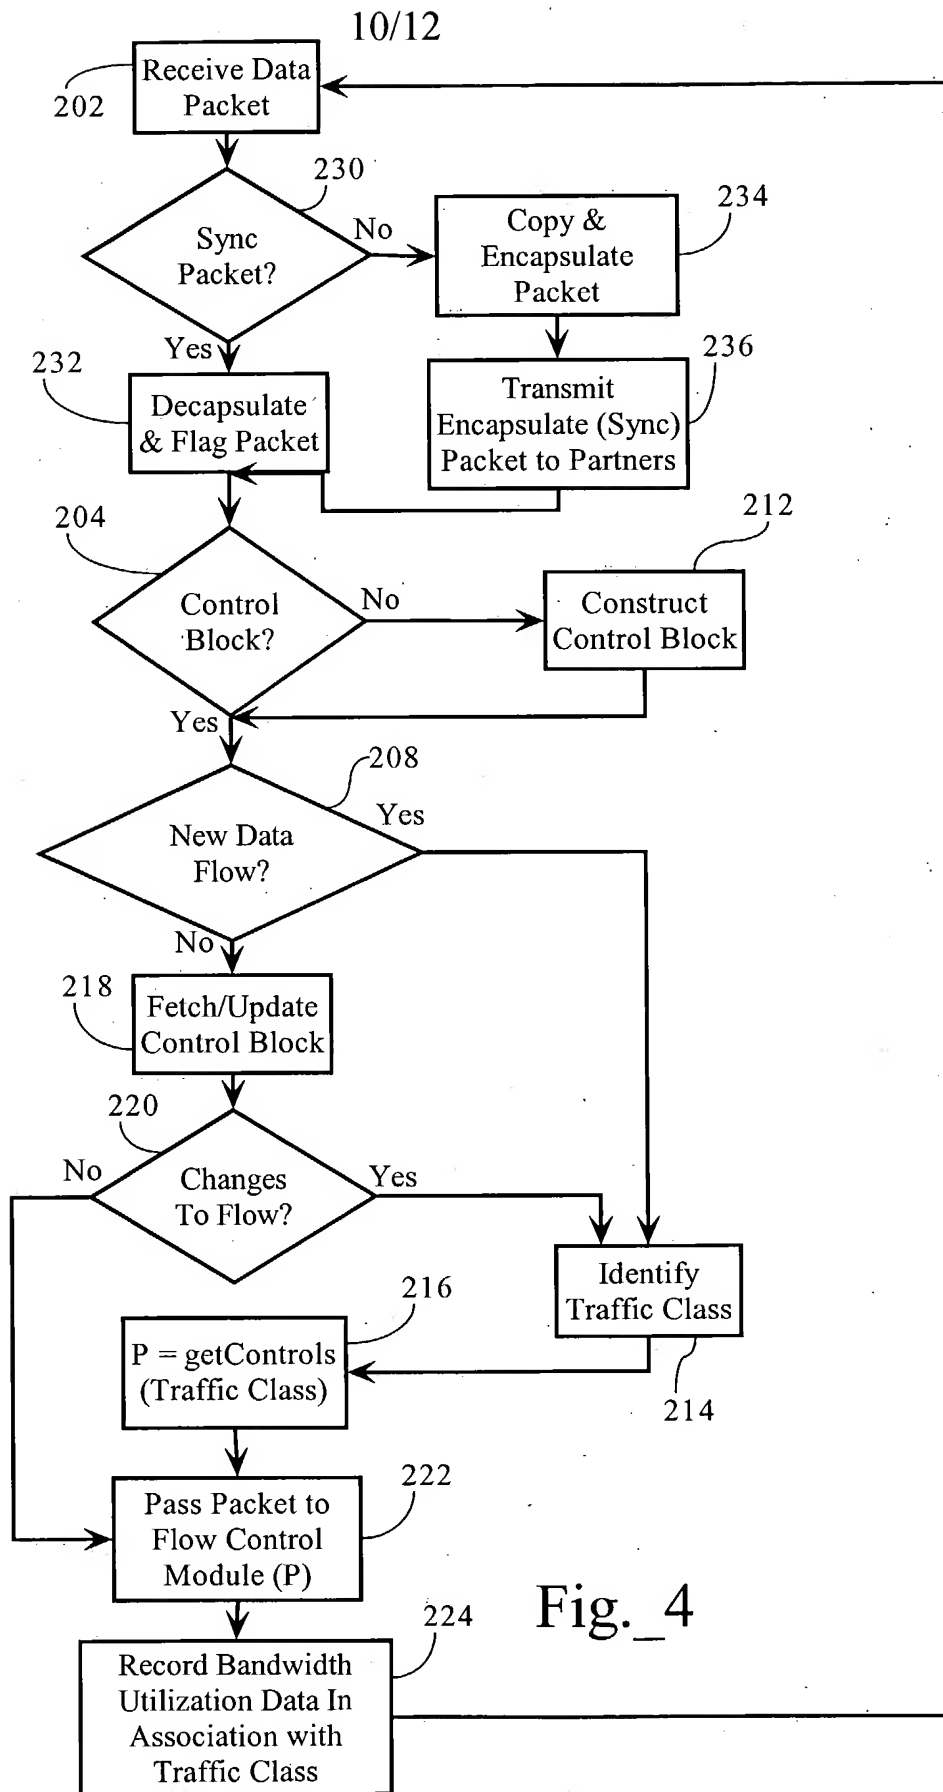 10/12
Receive Data
Packet
202
230
Sync
Packet?
No
Copy &
Encapsulate
Packet
234
Yes
232
Decapsulate
& Flag Packet
Transmit
Encapsulate (Sync)
Packet to Partners
236
204
Control
Block?
No
212
Construct
Control Block
Yes
208
New Data
Flow?
Yes
No
218
Fetch/Update
Control Block
220
No
Changes
To Flow?
Yes
Identify
Traffic Class
214
216
P = getControls
(Traffic Class)
222
Pass Packet to
Flow Control
Module (P)
Fig._4
224
Record Bandwidth
Utilization Data In
Association with
Traffic Class